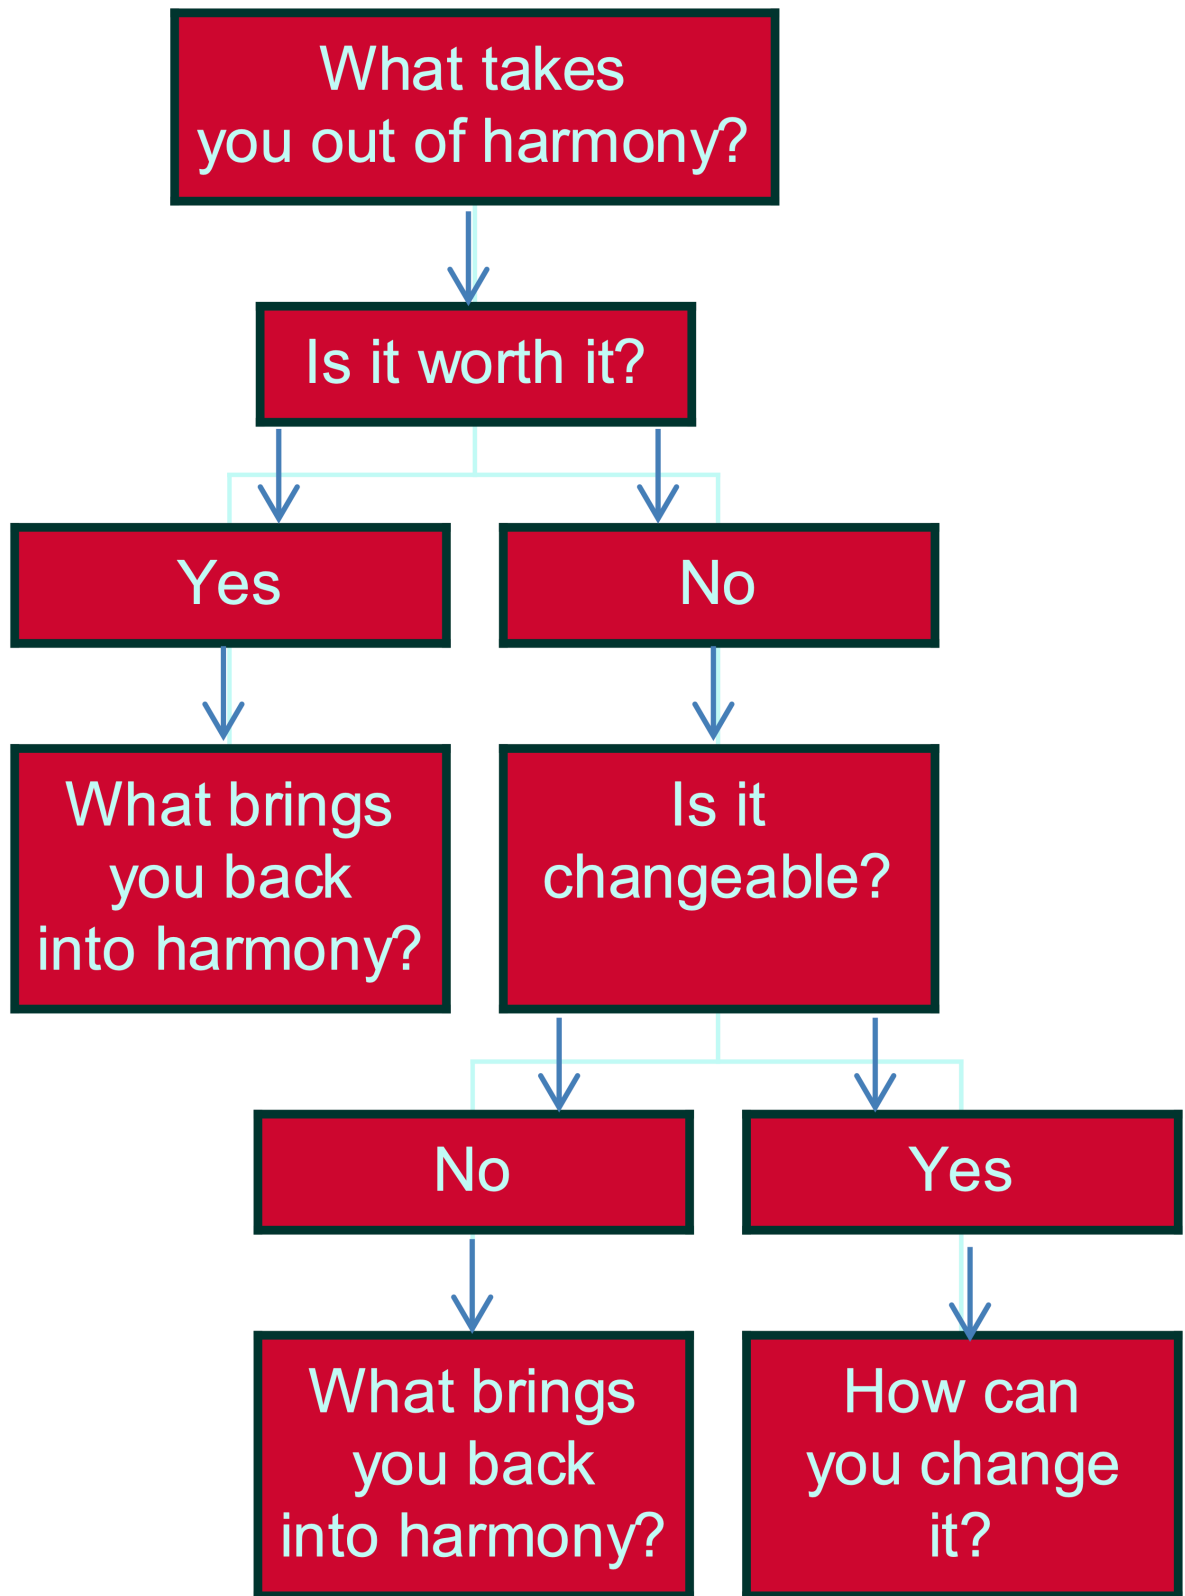 What takes
you out of harmony?
Is it worth it?
Yes
No
What brings
you back
into harmony?
Is it
changeable?
No
Yes
What brings
you back
into harmony?
How can
you change
it?